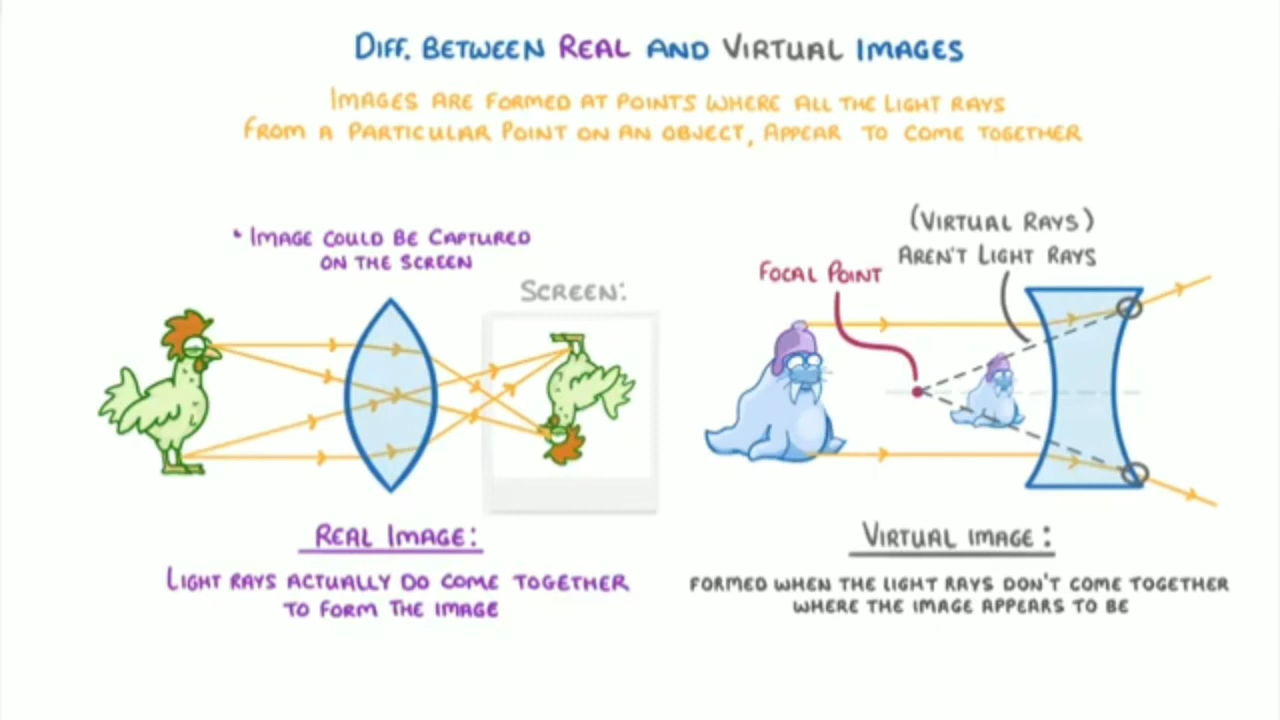 DIFF. BETWEEN REAL AND VIRTUAL IMAGES
IMAGES ARE FORMED AT POINTS WHERE ALL THE LIGHT RAYS
FROM A PARTICULAR POINT ON AN OBJECT, APPEAR TO COME TOGETHER
* IMAGE COULD BE CAPTURED
ON THE SCREEN
SCREEN:
REAL IMAGE:
LIGHT RAYS ACTUALLY DO COME TOGETHER
TO FORM THE IMAGE
(VIRTUAL RAYS)
AREN'T LIGHT RAYS
FOCAL POINT
VIRTUAL IMAGE:
FORMED WHEN THE LIGHT RAYS DON'T COME TOGETHER
WHERE THE IMAGE APPEARS TO BE